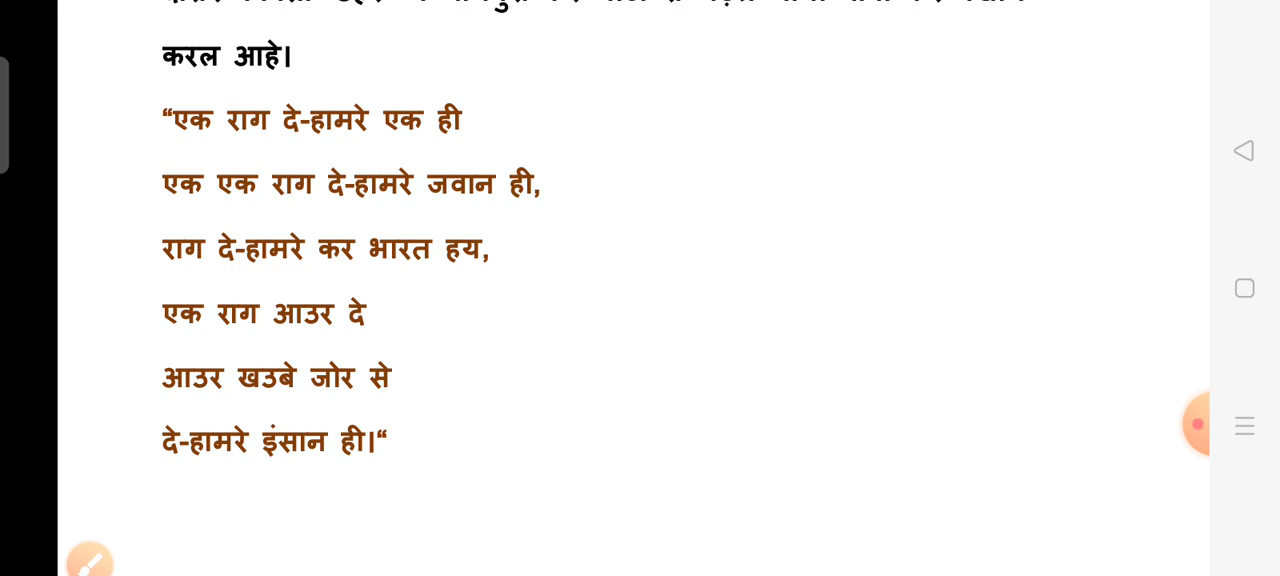 करल आहे।
“एक राग दे-हामरे एक ही
एक एक राग दे-हामरे जवान ही,
राग दे-हामरे कर भारत हय,
एक राग आउर दे
आउर खउबे जोर से
दे-हामरे इंसान ही।“